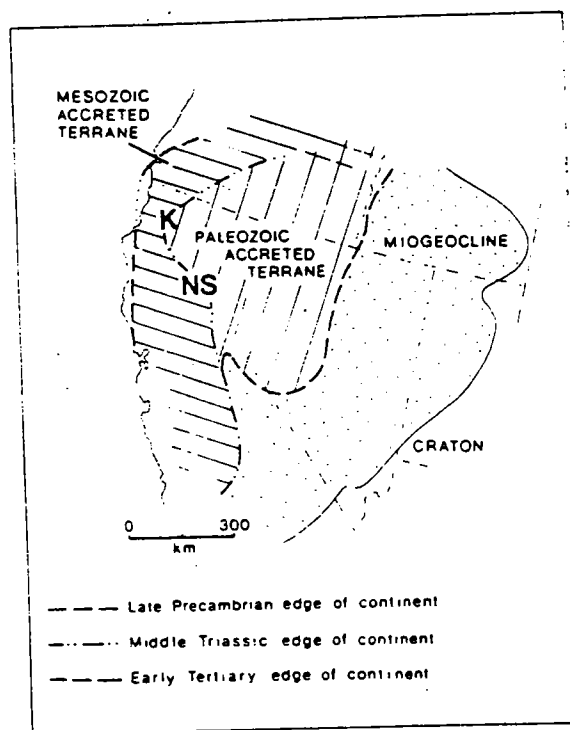 MESOZOIC
ACCRETED
TERRANE
K
PALEOZOIC
ACCRETED
TERRANE
MIOGEOCLINE
NS
CRATON
0 300
km
Late Precambrian edge of continent
Middle Triassic edge of continent
Early Tertiary edge of continent